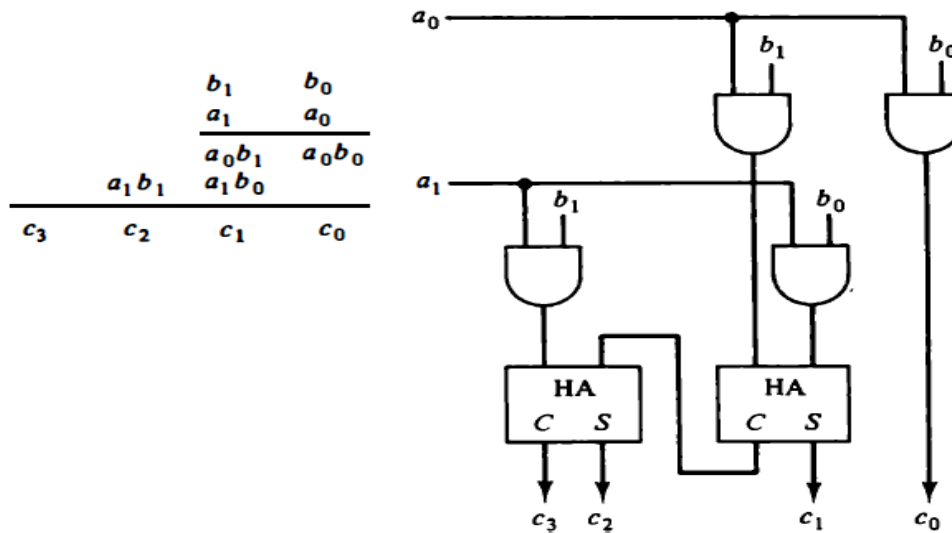 b₁ b₀
a₁ a₀
a₀b₁ a₀b₀
a₁b₁ a₁b₀
c₃ c₂ c₁ c₀
a₀
b₁ b₀
a₁
b₁ b₀
HA HA
C S C S
c₃ c₂ c₁ c₀